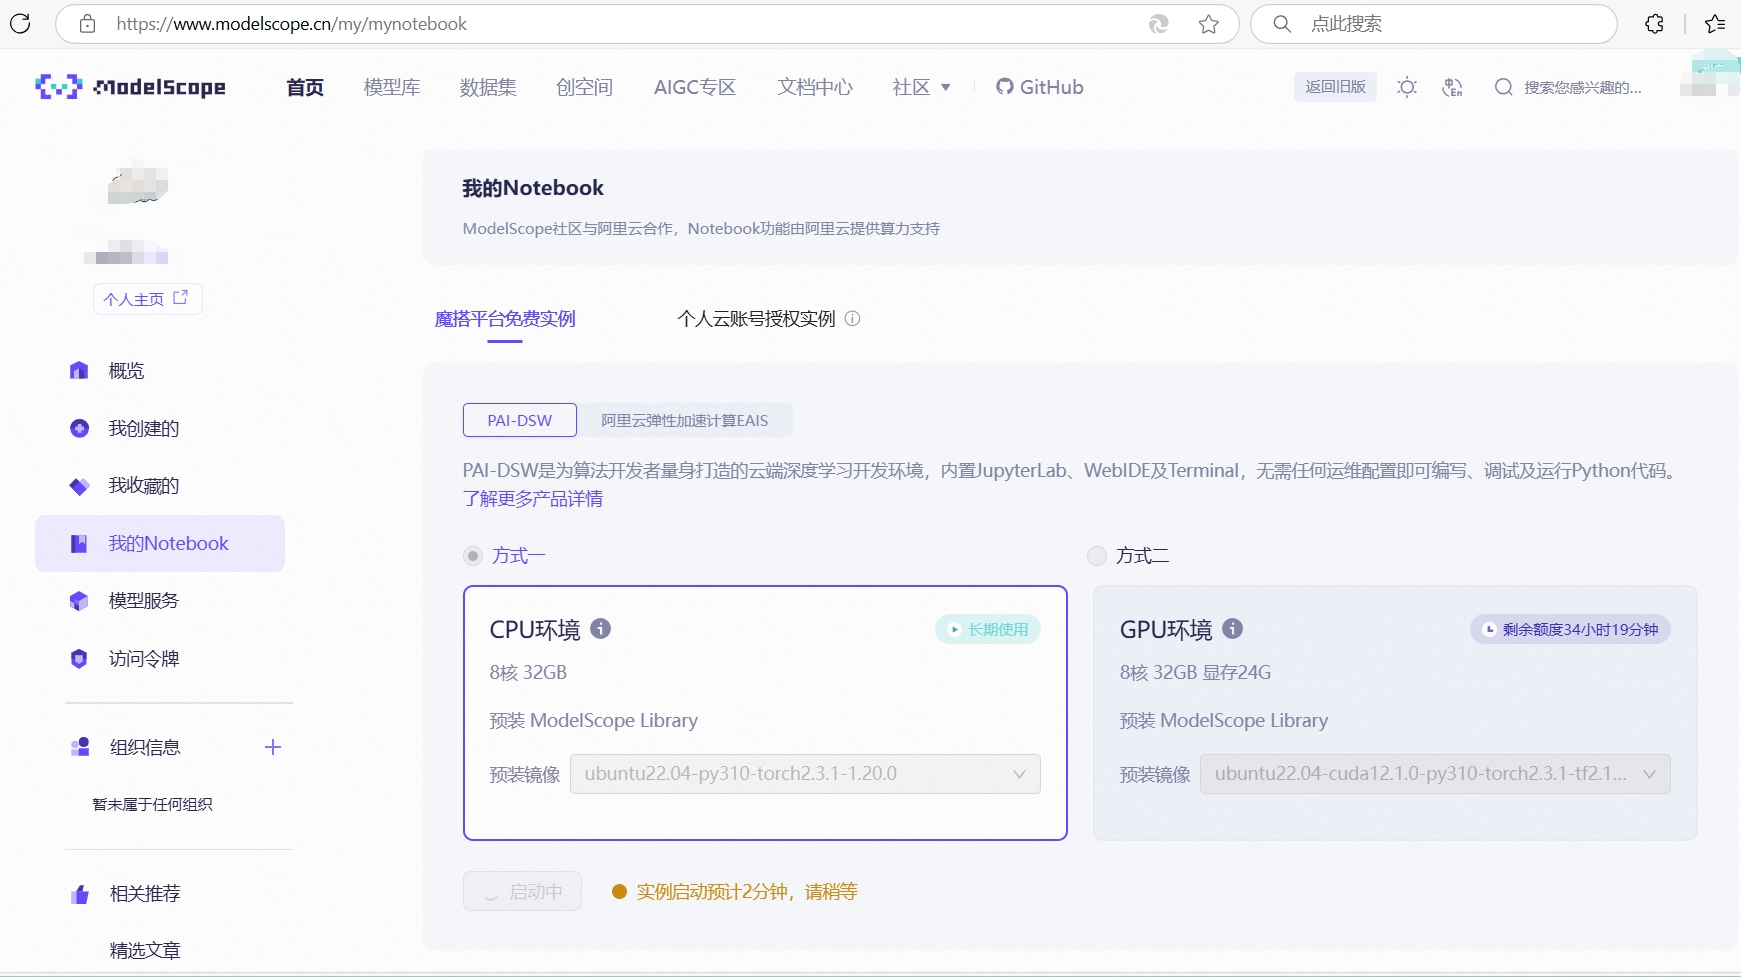 https://www.modelscope.cn/my/mynotebook
点此搜索
ModelScope
首页
模型库
数据集
创空间
AIGC专区
文档中心
社区
GitHub
返回旧版
搜索您感兴趣的...
个人主页
概览
我创建的
我收藏的
我的Notebook
模型服务
访问令牌
组织信息
暂未属于任何组织
相关推荐
精选文章
我的Notebook
ModelScope社区与阿里云合作，Notebook功能由阿里云提供算力支持
魔搭平台免费实例
个人云账号授权实例
PAI-DSW
阿里云弹性加速计算EAIS
PAI-DSW是为算法开发者量身打造的云端深度学习开发环境，内置JupyterLab、WebIDE及Terminal，无需任何运维配置即可编写、调试及运行Python代码。
了解更多产品详情
方式一
CPU环境
长期使用
8核 32GB
预装 ModelScope Library
预装镜像
ubuntu22.04-py310-torch2.3.1-1.20.0
方式二
GPU环境
剩余额度34小时19分钟
8核 32GB 显存24G
预装 ModelScope Library
预装镜像
ubuntu22.04-cuda12.1.0-py310-torch2.3.1-tf2.1...
启动中
实例启动预计2分钟，请稍等